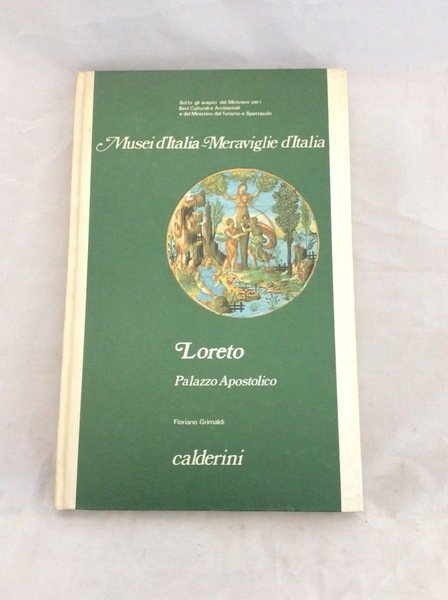 Sotto gli auspici del Ministero per i
Beni Culturali e Ambientali
e del Ministero del Turismo e Spettacolo
Musei d'Italia-Meraviglie d'Italia
Loreto
Palazzo Apostolico
Floriano Grimaldi
calderini